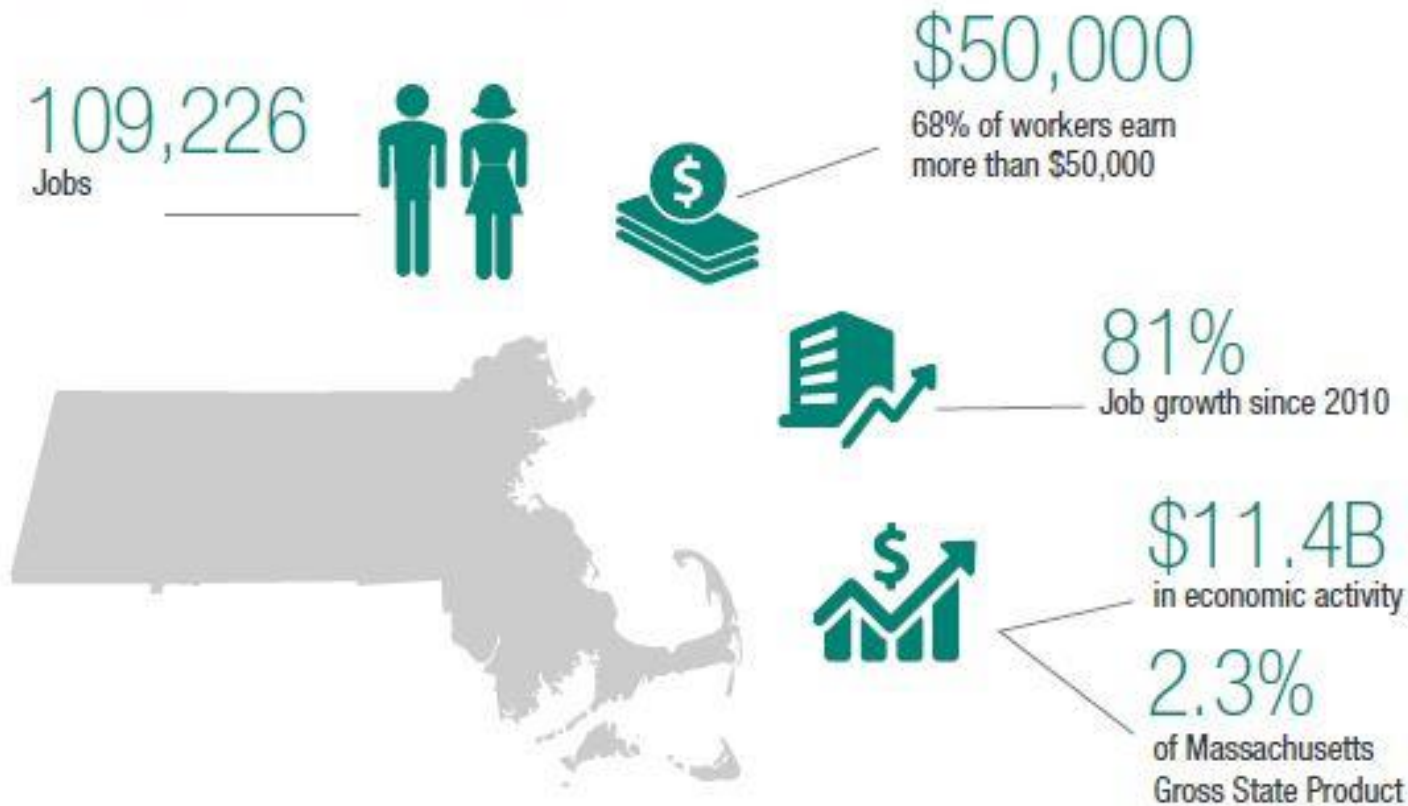 109,226
Jobs
$50,000
68% of workers earn
more than $50,000
$
81%
Job growth since 2010
$
$11.4B
in economic activity
2.3%
of Massachusetts
Gross State Product